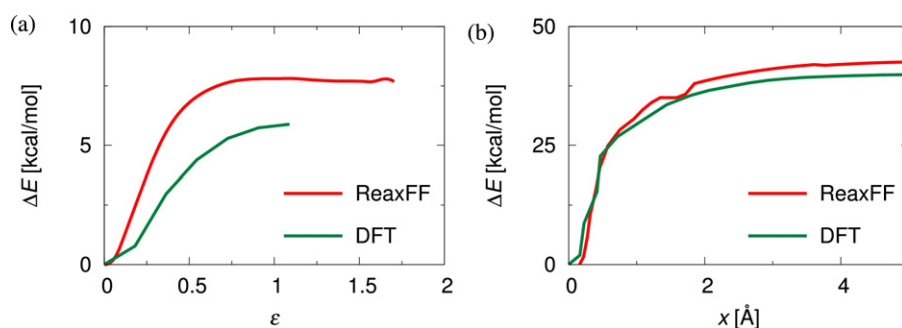 (a)
10
5
0
ΔE [kcal/mol]
ReaxFF
DFT
0 0.5 1 1.5 2
ε
(b)
50
25
0
ΔE [kcal/mol]
ReaxFF
DFT
0 2 4
x [Å]